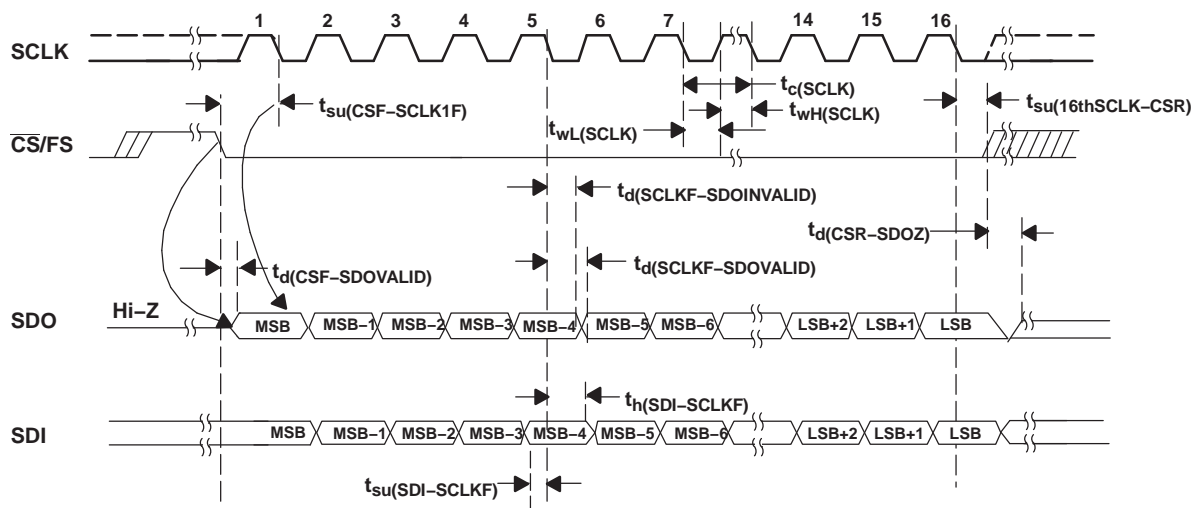 1 2 3 4 5 6 7 14 15 16
SCLK
tc(SCLK)
tsu(CSF–SCLK1F)
twH(SCLK)
tsu(16thSCLK–CSR)
twL(SCLK)
CS/FS
td(SCLKF–SDOINVALID)
td(CSR–SDOZ)
td(CSF–SDOVALID)
td(SCLKF–SDOVALID)
Hi–Z
SDO
MSB MSB–1 MSB–2 MSB–3 MSB–4 MSB–5 MSB–6 LSB+2 LSB+1 LSB
th(SDI–SCLKF)
SDI
MSB MSB–1 MSB–2 MSB–3 MSB–4 MSB–5 MSB–6 LSB+2 LSB+1 LSB
tsu(SDI–SCLKF)